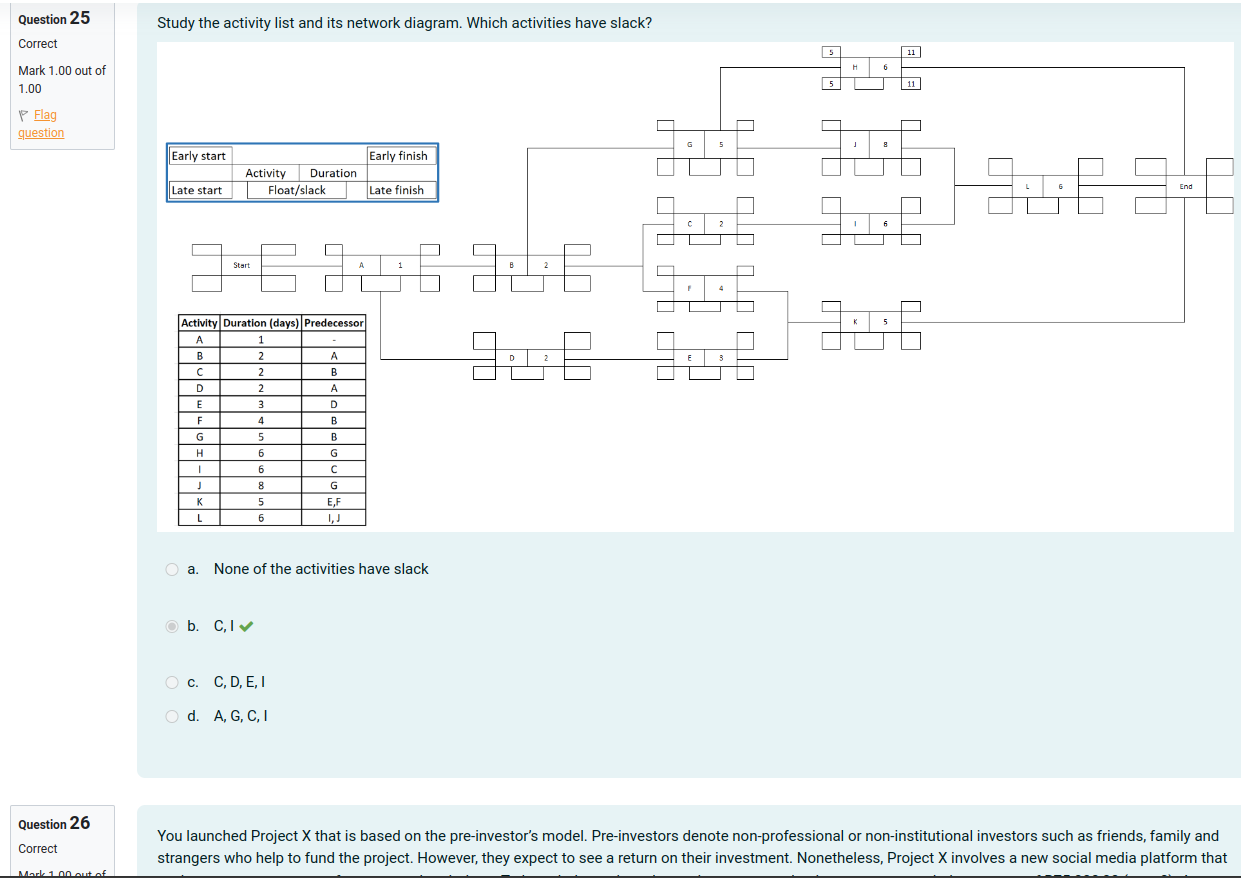 Question 25
Correct
Mark 1.00 out of
1.00
Flag
question
Study the activity list and its network diagram. Which activities have slack?
5 11
H 6
5 11
G 5
J 8
Early start Early finish
Activity Duration
Late start Float/slack Late finish
L 6
End
C 2
I 6
Start
A 1
B 2
F 4
K 5
D 2
E 3
Activity Duration (days) Predecessor
A 1 -
B 2 A
C 2 B
D 2 A
E 3 D
F 4 B
G 5 B
H 6 G
I 6 C
J 8 G
K 5 E,F
L 6 I, J
a. None of the activities have slack
b. C, I
c. C, D, E, I
d. A, G, C, I
Question 26
Correct
Mark 1.00 out of
You launched Project X that is based on the pre-investor's model. Pre-investors denote non-professional or non-institutional investors such as friends, family and
strangers who help to fund the project. However, they expect to see a return on their investment. Nonetheless, Project X involves a new social media platform that